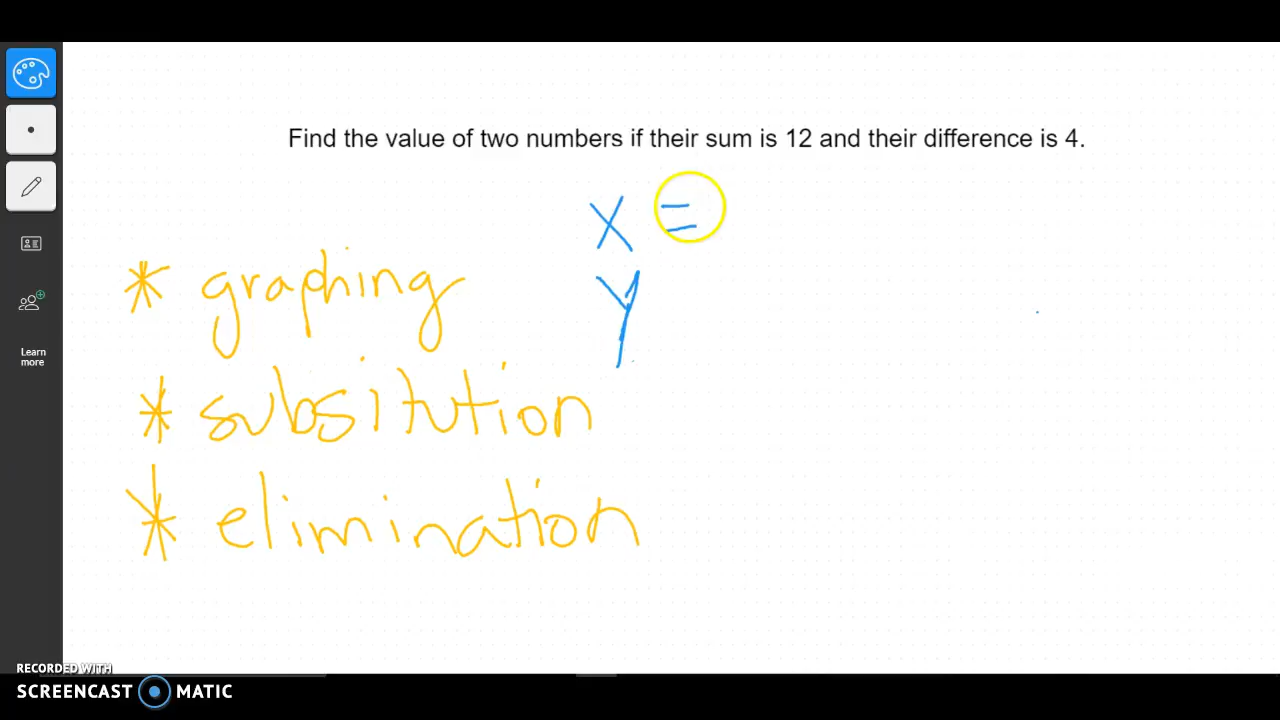 Find the value of two numbers if their sum is 12 and their difference is 4.
X =
Y
* graphing
* subsitution
* elimination
Learn
more
RECORDED WITH
SCREENCAST MATIC